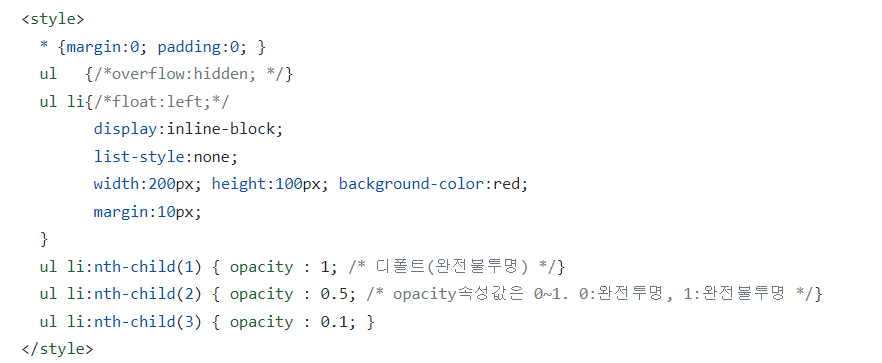 <style>
* {margin:0; padding:0; }
ul {/*overflow:hidden; */}
ul li{/*float:left;*/
display:inline-block;
list-style:none;
width:200px; height:100px; background-color:red;
margin:10px;
}
ul li:nth-child(1) { opacity : 1; /* 디폴트(완전불투명) */}
ul li:nth-child(2) { opacity : 0.5; /* opacity속성값은 0~1. 0:완전투명, 1:완전불투명 */}
ul li:nth-child(3) { opacity : 0.1; }
</style>